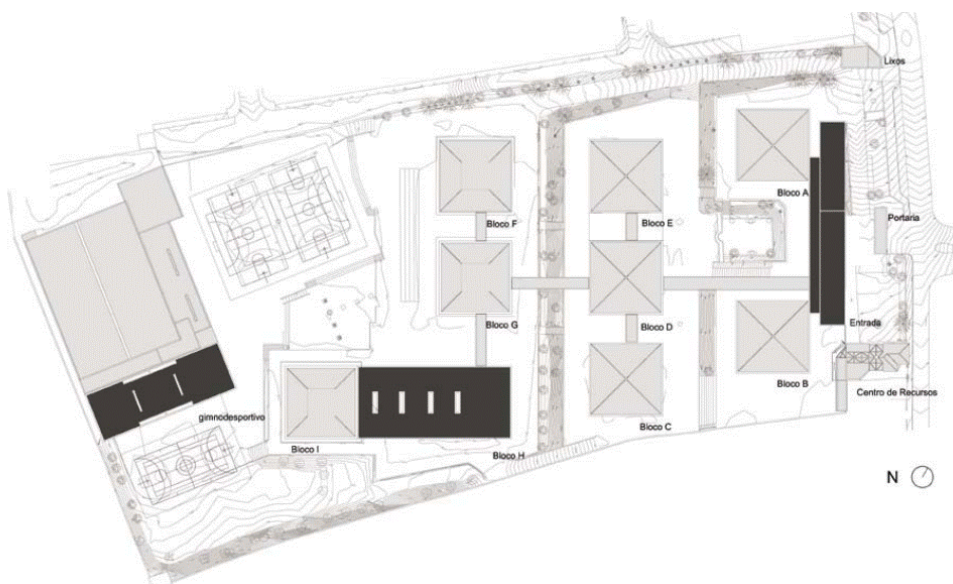 Lixos
Bloco A
Portaria
Bloco F
Bloco E
Bloco G
Bloco D
Entrada
Bloco B
Centro de Recursos
gimnodesportivo
Bloco C
Bloco I
Bloco H
N